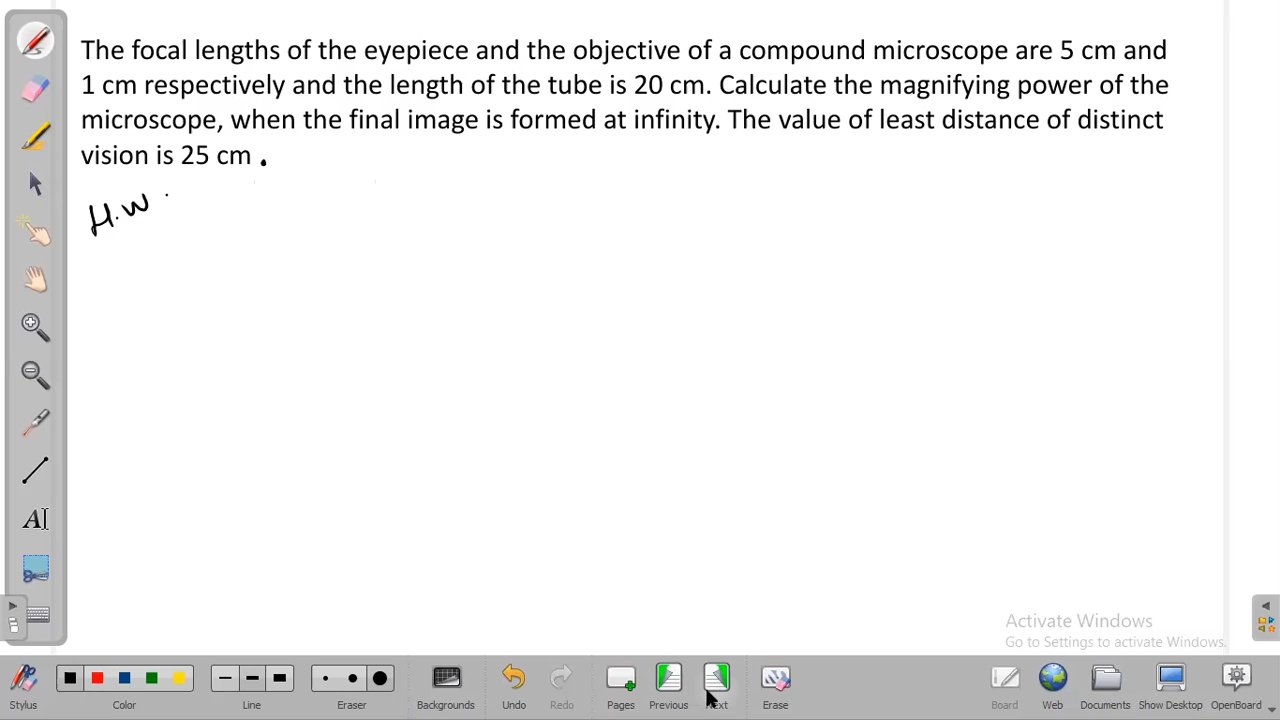 The focal lengths of the eyepiece and the objective of a compound microscope are 5 cm and
1 cm respectively and the length of the tube is 20 cm. Calculate the magnifying power of the
microscope, when the final image is formed at infinity. The value of least distance of distinct
vision is 25 cm .
H.W.
Activate Windows
Go to Settings to activate Windows.
Stylus
Color
Line
Eraser
Backgrounds
Undo
Redo
Pages
Previous
Next
Erase
Board
Web
Documents
Show Desktop
OpenBoard